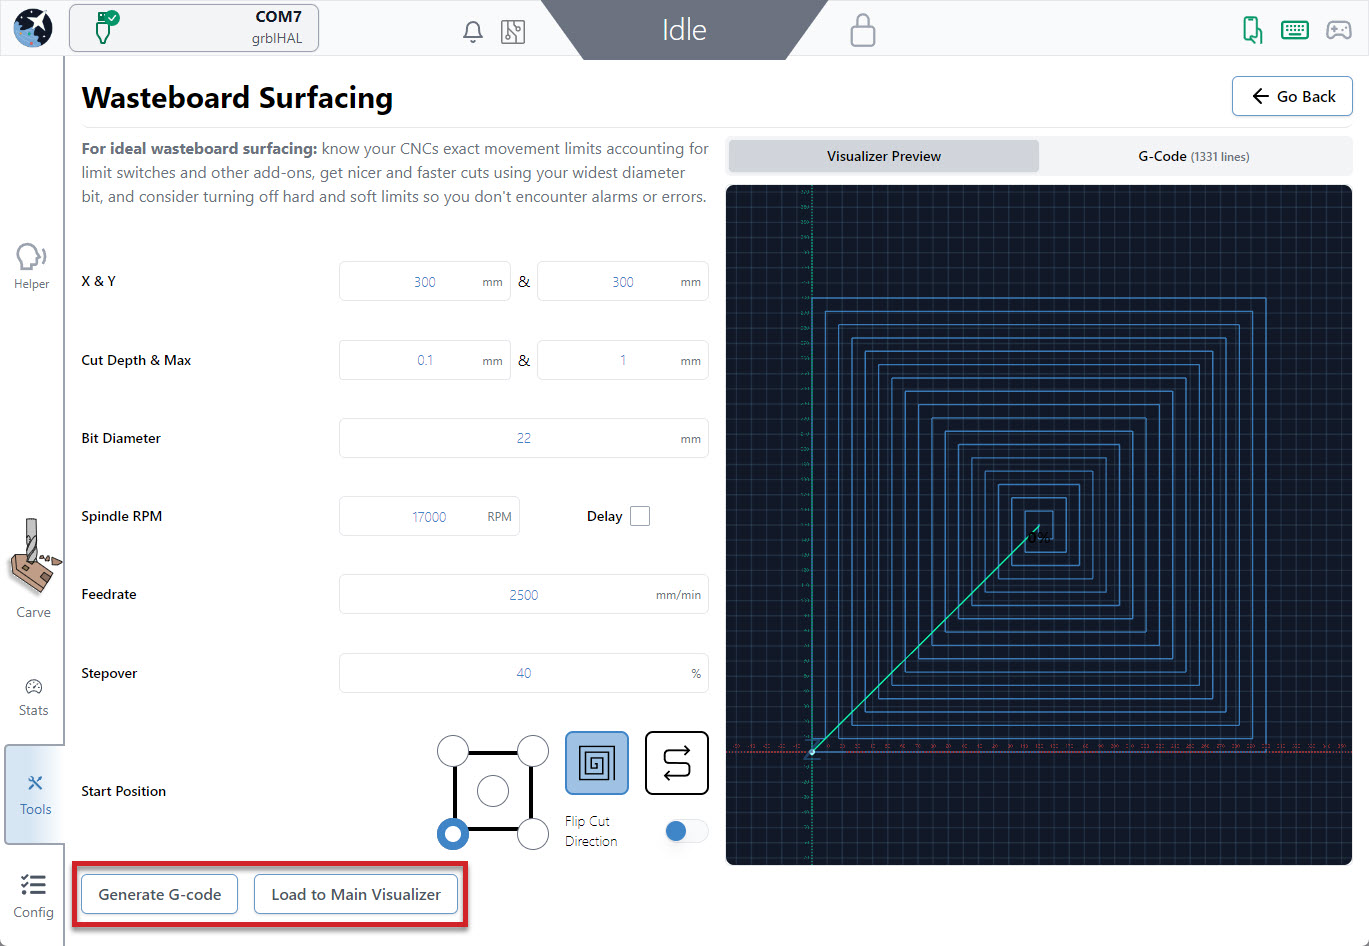 COM7
grblHAL
Idle
Wasteboard Surfacing
Go Back
For ideal wasteboard surfacing: know your CNCs exact movement limits accounting for
limit switches and other add-ons, get nicer and faster cuts using your widest diameter
bit, and consider turning off hard and soft limits so you don't encounter alarms or errors.
Visualizer Preview
G-Code (1331 lines)
Helper
X & Y
300 mm & 300 mm
Cut Depth & Max
0.1 mm & 1 mm
Bit Diameter
22 mm
Spindle RPM
17000 RPM
Delay
Carve
Feedrate
2500 mm/min
Stepover
40 %
Stats
Start Position
Flip Cut
Direction
Tools
Generate G-code
Load to Main Visualizer
Config